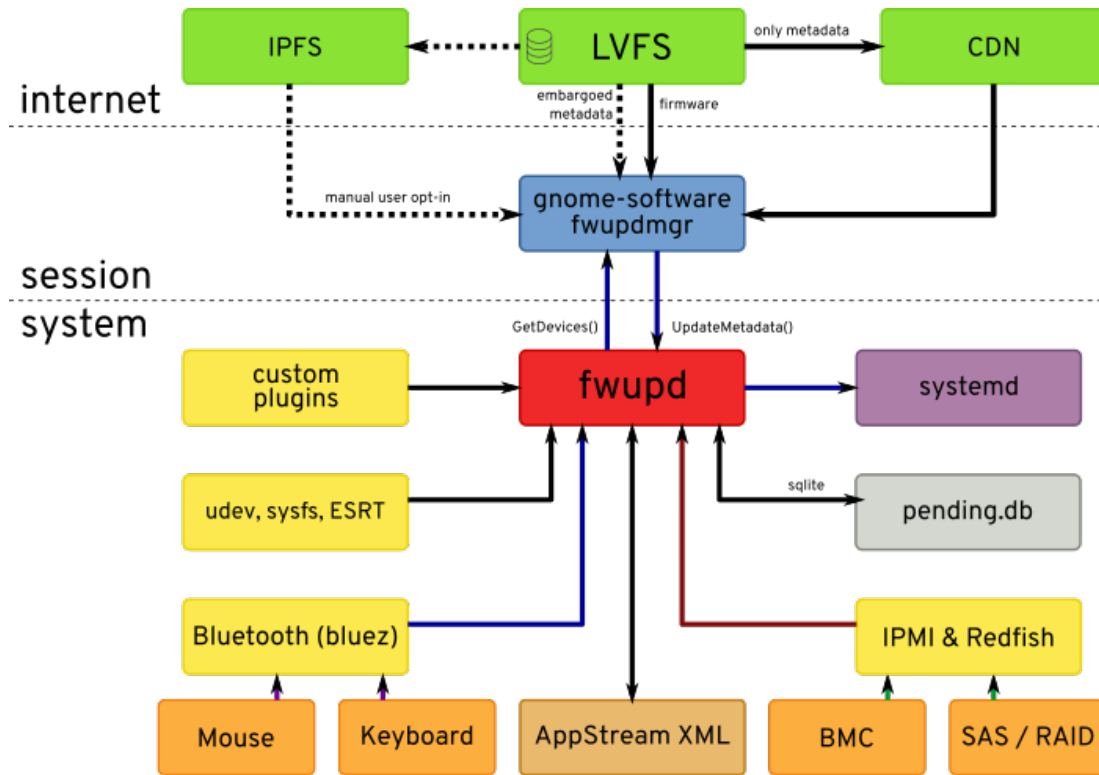 IPFS
LVFS
only metadata
CDN
internet
embargoed
metadata
firmware
manual user opt-in
gnome-software
fwupdmgr
session
system
GetDevices()
UpdateMetadata()
custom
plugins
fwupd
systemd
udev, sysfs, ESRT
sqlite
pending.db
Bluetooth (bluez)
IPMI & Redfish
Mouse
Keyboard
AppStream XML
BMC
SAS / RAID